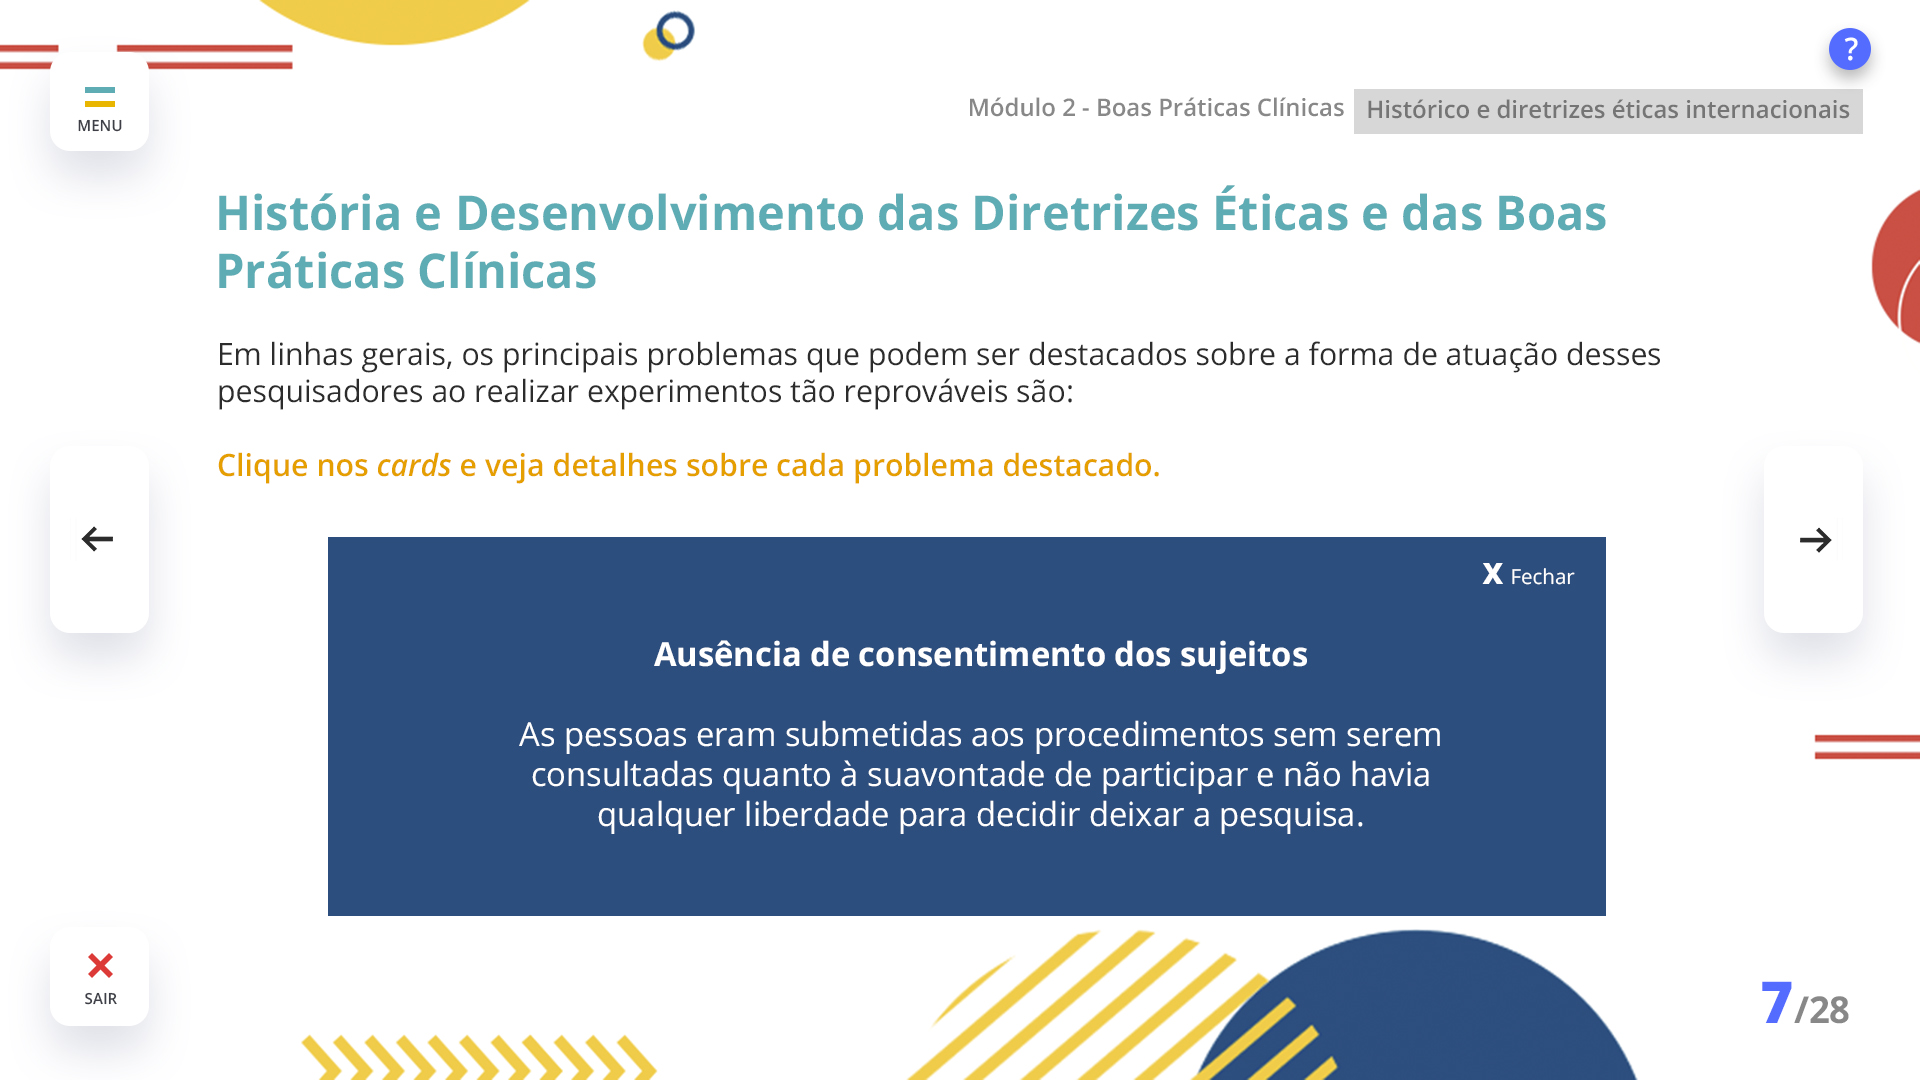 ?
MENU
Módulo 2 - Boas Práticas Clínicas
Histórico e diretrizes éticas internacionais
História e Desenvolvimento das Diretrizes Éticas e das Boas
Práticas Clínicas
Em linhas gerais, os principais problemas que podem ser destacados sobre a forma de atuação desses
pesquisadores ao realizar experimentos tão reprováveis são:
Clique nos cards e veja detalhes sobre cada problema destacado.
X Fechar
Ausência de consentimento dos sujeitos
As pessoas eram submetidas aos procedimentos sem serem
consultadas quanto à suavontade de participar e não havia
qualquer liberdade para decidir deixar a pesquisa.
SAIR
7/28